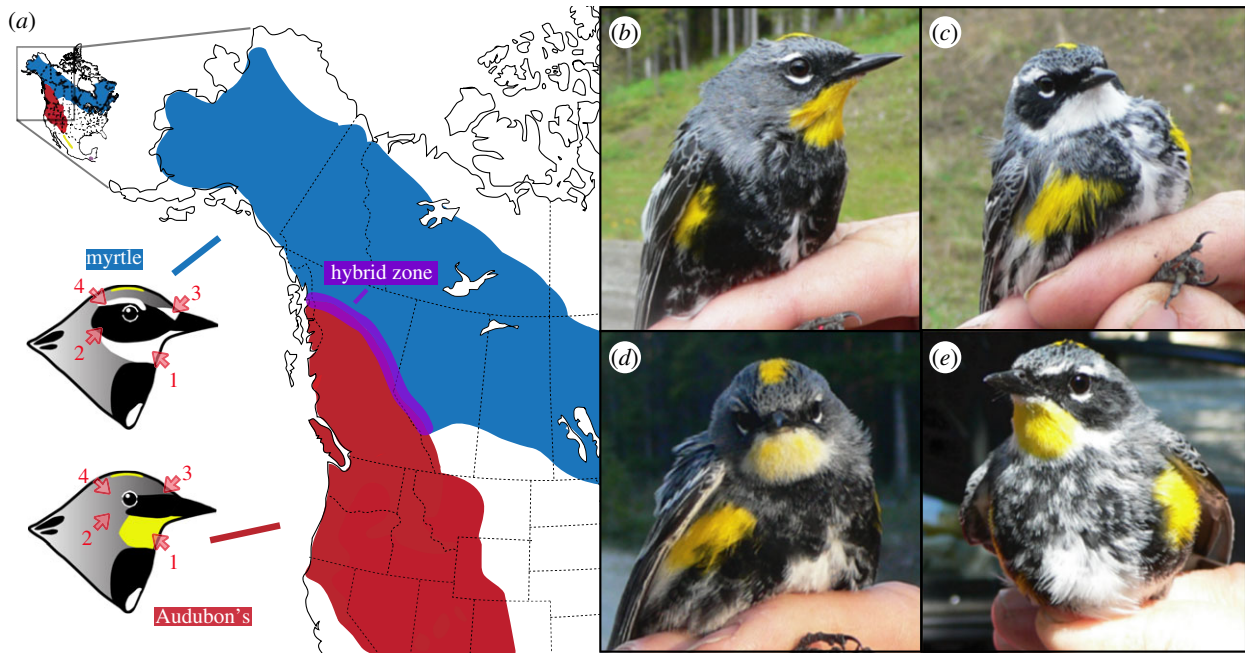 (a)
myrtle
4
3
2
1
hybrid zone
4
3
2
1
Audubon's
(b)
(c)
(d)
(e)